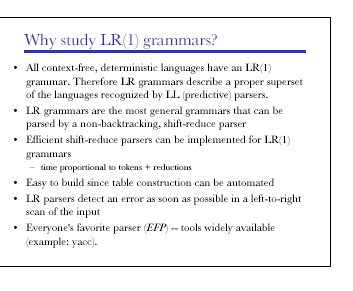 Why study LR(1) grammars?
• All context-free, deterministic languages have an LR(1)
grammar. Therefore LR grammars describe a proper superset
of the languages recognized by LL (predictive) parsers.
• LR grammars are the most general grammars that can be
parsed by a non-backtracking, shift-reduce parser
• Efficient shift-reduce parsers can be implemented for LR(1)
grammars
– time proportional to tokens + reductions
• Easy to build since table construction can be automated
• LR parsers detect an error as soon as possible in a left-to-right
scan of the input
• Everyone's favorite parser (EFP) -- tools widely available
(example: yacc).